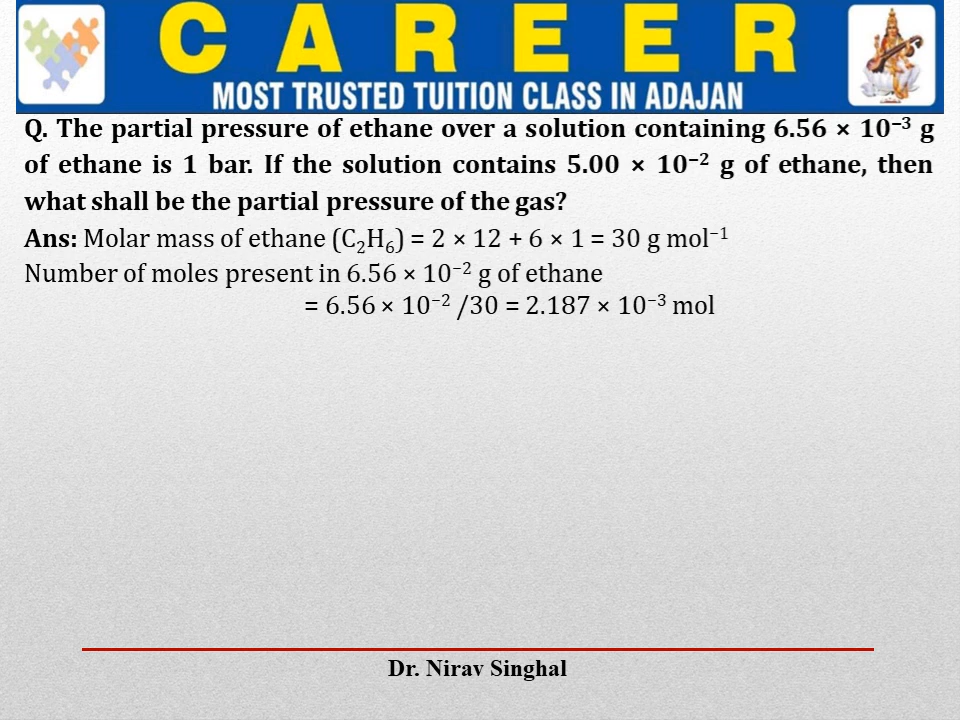 CAREER
MOST TRUSTED TUITION CLASS IN ADAJAN
Q. The partial pressure of ethane over a solution containing 6.56 × 10⁻³ g
of ethane is 1 bar. If the solution contains 5.00 × 10⁻² g of ethane, then
what shall be the partial pressure of the gas?
Ans: Molar mass of ethane (C₂H₆) = 2 × 12 + 6 × 1 = 30 g mol⁻¹
Number of moles present in 6.56 × 10⁻² g of ethane
= 6.56 × 10⁻² /30 = 2.187 × 10⁻³ mol
Dr. Nirav Singhal